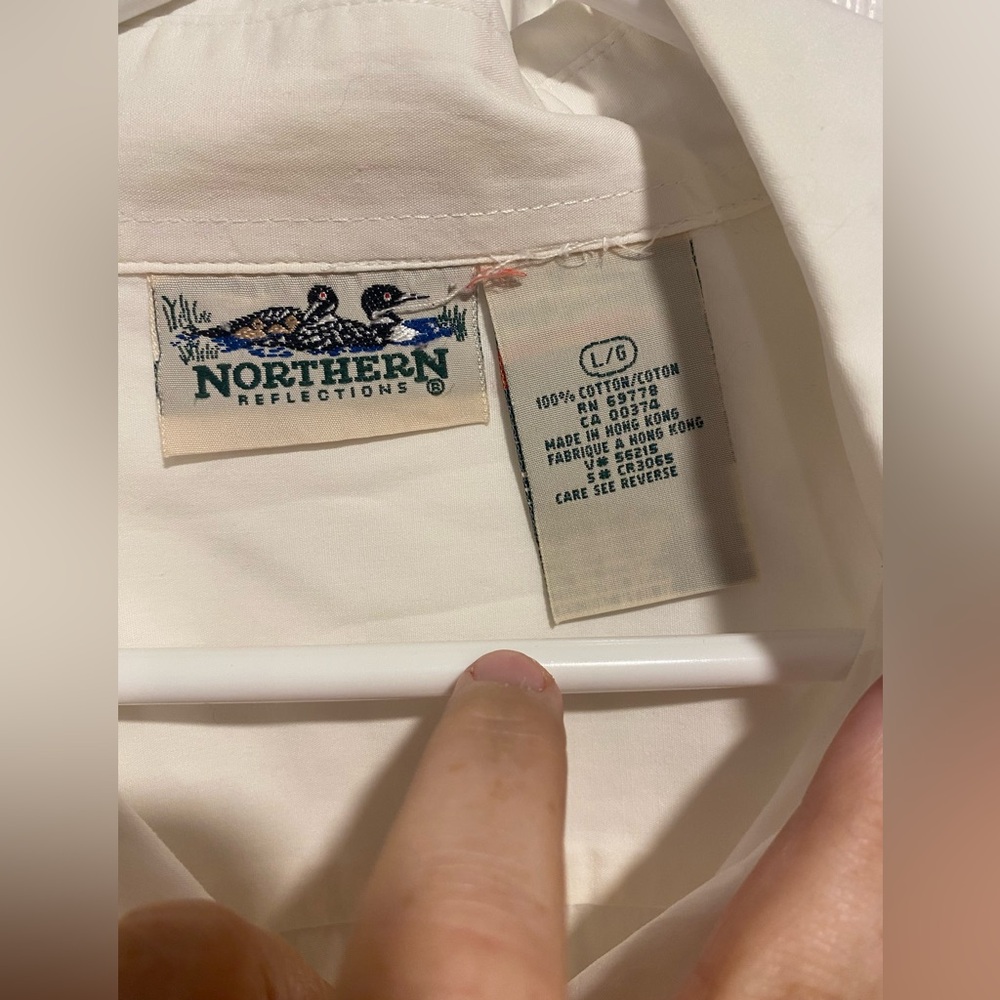 NORTHERN
REFLECTIONS ®
L/G
100% COTTON/COTON
RN 69778
CA 00374
MADE IN HONG KONG
FABRIQUE A HONG KONG
V# 56215
S# CR3065
CARE SEE REVERSE